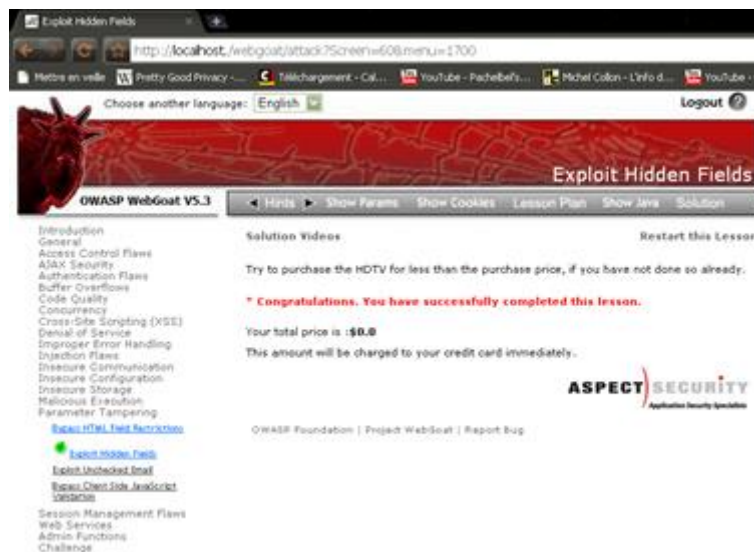 Exploit Hidden Fields
http://localhost./webgoat/attack?Screen=60&menu=1700
Mettre en veille
Pretty Good Privacy -...
Téléchargement - Cal...
YouTube - Pachelbel's...
Michel Collon - L'info d...
YouTube
Choose another language: English
Logout
Exploit Hidden Fields
OWASP WebGoat V5.3
Hints
Show Params
Show Cookies
Lesson Plan
Show Java
Solution
Introduction
General
Access Control Flaws
AJAX Security
Authentication Flaws
Buffer Overflows
Code Quality
Concurrency
Cross-Site Scripting (XSS)
Denial of Service
Improper Error Handling
Injection Flaws
Insecure Communication
Insecure Configuration
Insecure Storage
Malicious Execution
Parameter Tampering
Bypass HTML Field Restrictions
Exploit Hidden Fields
Exploit Unchecked Email
Bypass Client Side JavaScript
Validation
Session Management Flaws
Web Services
Admin Functions
Challenge
Solution Videos
Restart this Lesson
Try to purchase the HDTV for less than the purchase price, if you have not done so already.
* Congratulations. You have successfully completed this lesson.
Your total price is :$0.0
This amount will be charged to your credit card immediately.
ASPECT SECURITY
Application Security Specialists
OWASP Foundation | Project WebGoat | Report Bug